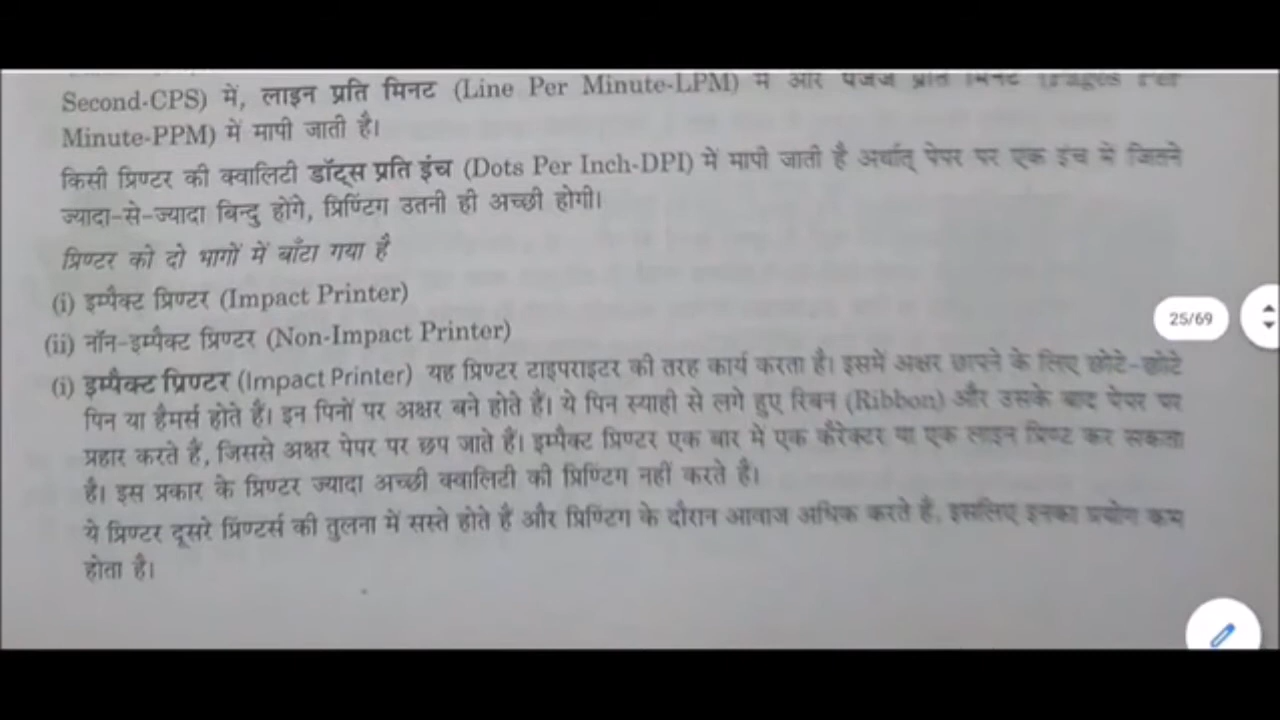 Second-CPS) में, लाइन प्रति मिनट (Line Per Minute-LPM) में और पेजेज प्रति मिनट (Pages Per
Minute-PPM) में मापी जाती है।
किसी प्रिण्टर की क्वालिटी डॉट्स प्रति इंच (Dots Per Inch-DPI) में मापी जाती है अर्थात् पेपर पर एक इंच में जितने
ज्यादा-से-ज्यादा बिन्दु होंगे, प्रिण्टिंग उतनी ही अच्छी होगी।
प्रिण्टर को दो भागों में बाँटा गया है
(i) इम्पैक्ट प्रिण्टर (Impact Printer)
(ii) नॉन-इम्पैक्ट प्रिण्टर (Non-Impact Printer)
25/69
(i) इम्पैक्ट प्रिण्टर (Impact Printer) यह प्रिण्टर टाइपराइटर की तरह कार्य करता है। इसमें अक्षर छापने के लिए छोटे-छोटे
पिन या हैमर्स होते हैं। इन पिनों पर अक्षर बने होते हैं। ये पिन स्याही से लगे हुए रिबन (Ribbon) और उसके बाद पेपर पर
प्रहार करते हैं, जिससे अक्षर पेपर पर छप जाते हैं। इम्पैक्ट प्रिण्टर एक बार में एक कैरेक्टर या एक लाइन प्रिण्ट कर सकता
है। इस प्रकार के प्रिण्टर ज्यादा अच्छी क्वालिटी की प्रिण्टिंग नहीं करते हैं।
ये प्रिण्टर दूसरे प्रिंण्टर्स की तुलना में सस्ते होते हैं और प्रिण्टिंग के दौरान आवाज अधिक करते हैं, इसलिए इनका प्रयोग कम
होता है।